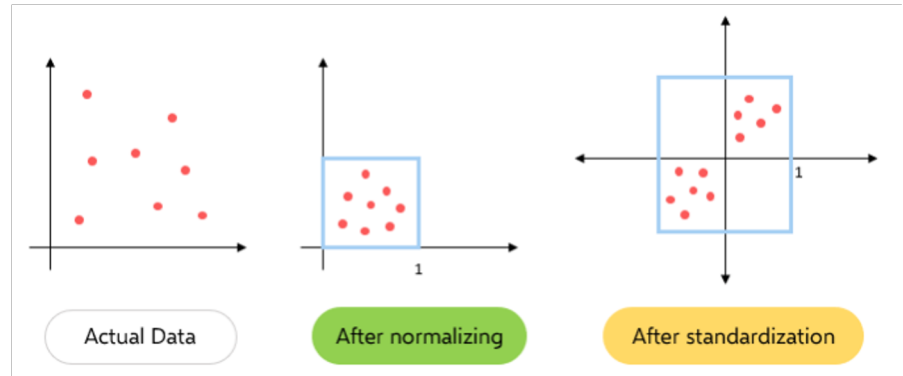 1
1
Actual Data
After normalizing
After standardization